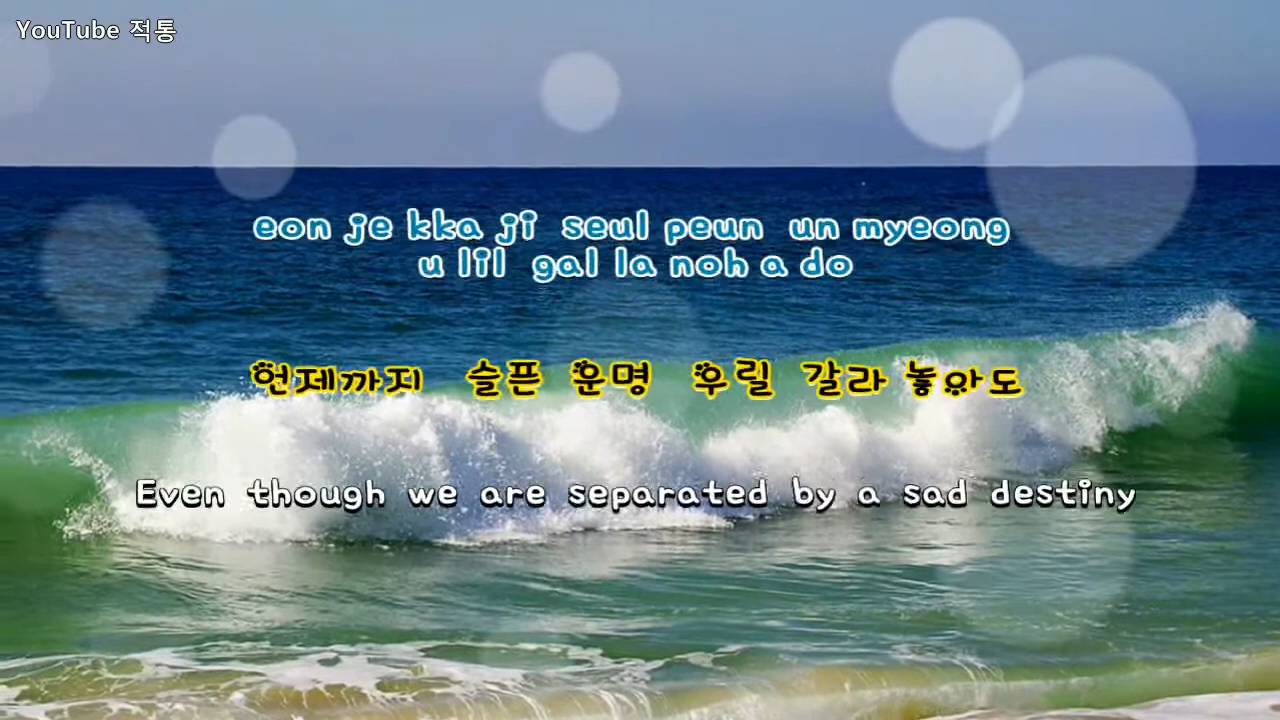 YouTube 적통
eon je kka ji seul peun un myeong
u lil gal la noh a do
언제까지 슬픈 운명 우릴 갈라 놓아도
Even though we are separated by a sad destiny